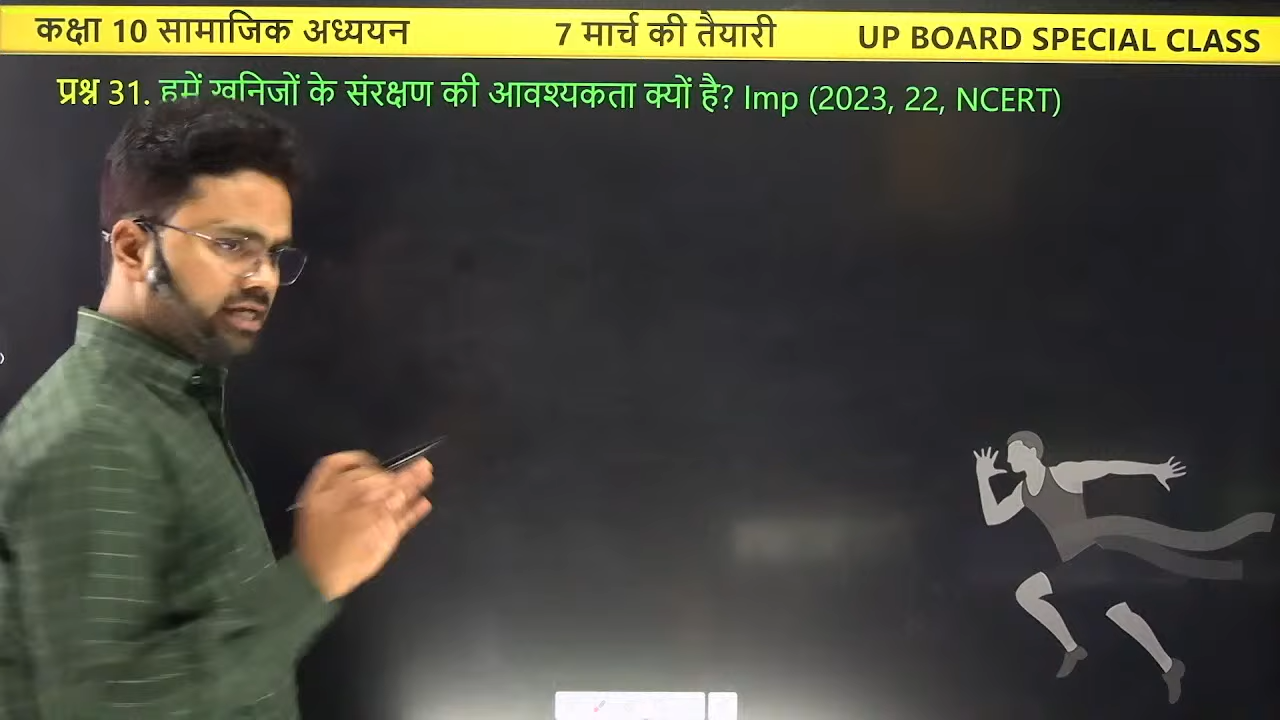 कक्षा 10 सामाजिक अध्ययन 7 मार्च की तैयारी UP BOARD SPECIAL CLASS
प्रश्न 31. हमें खनिजों के संरक्षण की आवश्यकता क्यों है? Imp (2023, 22, NCERT)